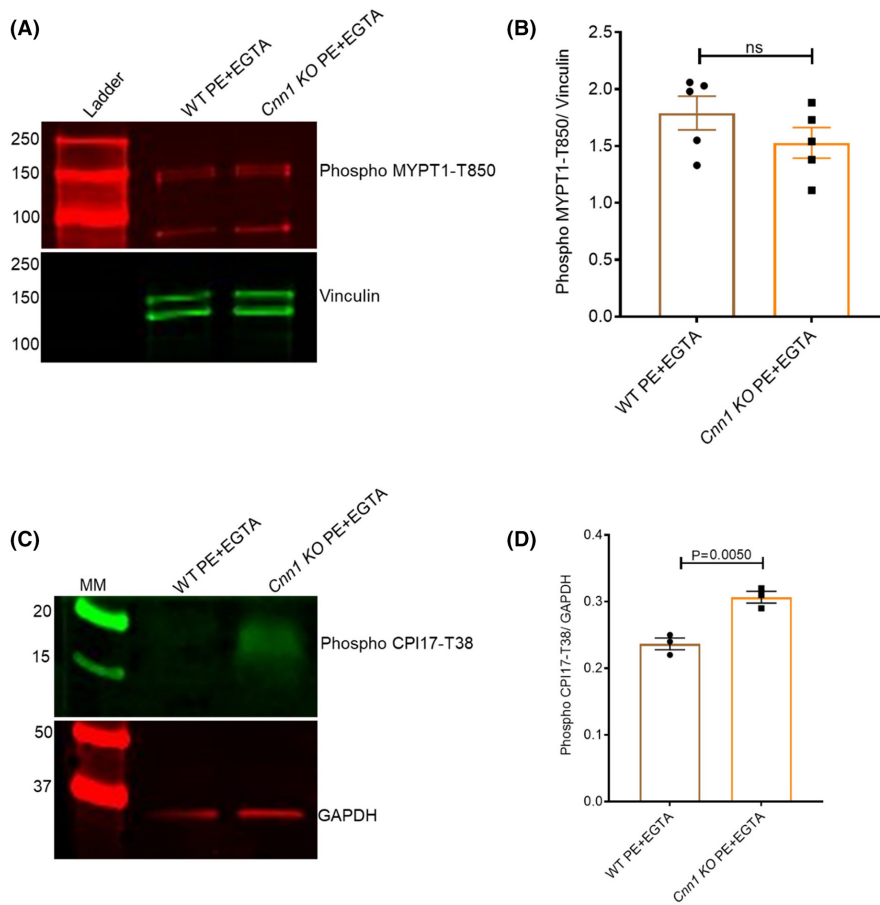 (A)
Ladder
WT PE+EGTA
Cnn1 KO PE+EGTA
250
150
100
Phospho MYPT1-T850
250
150
100
Vinculin
(B)
ns
Phospho MYPT1-T850/ Vinculin
2.5
2.0
1.5
1.0
0.5
0.0
WT PE+EGTA
Cnn1 KO PE+EGTA
(C)
MM
WT PE+EGTA
Cnn1 KO PE+EGTA
20
15
Phospho CPI17-T38
50
37
GAPDH
(D)
P=0.0050
Phospho CPI17-T38/ GAPDH
0.4
0.3
0.2
0.1
0.0
WT PE+EGTA
Cnn1 KO PE+EGTA